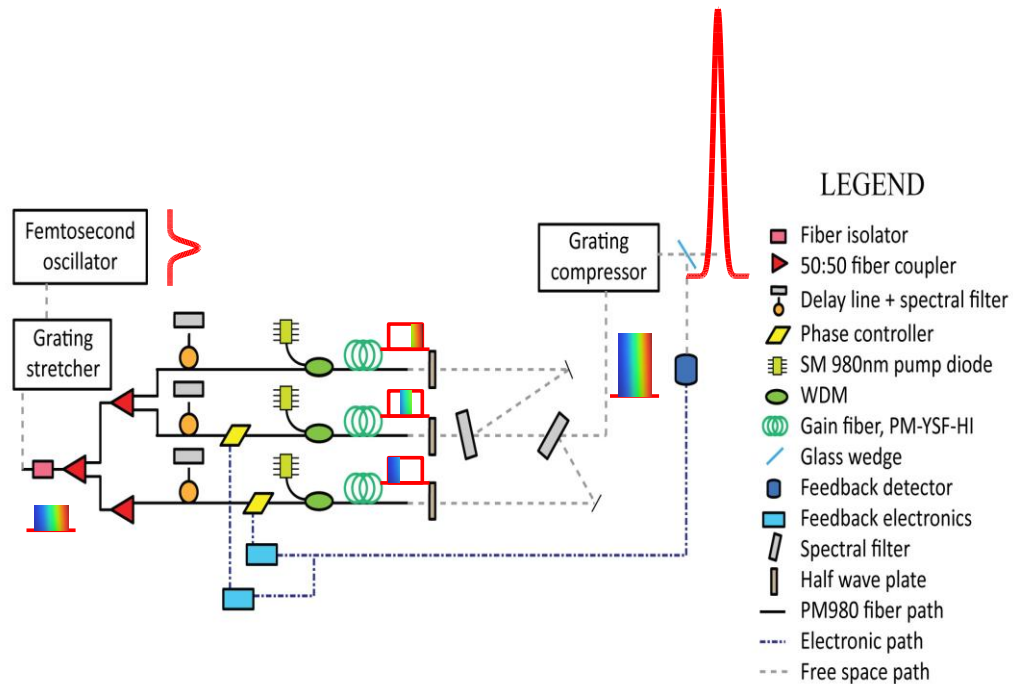 Femtosecond
oscillator
Grating
stretcher
Grating
compressor
LEGEND
Fiber isolator
50:50 fiber coupler
Delay line + spectral filter
Phase controller
SM 980nm pump diode
WDM
Gain fiber, PM-YSF-HI
Glass wedge
Feedback detector
Feedback electronics
Spectral filter
Half wave plate
PM980 fiber path
Electronic path
Free space path